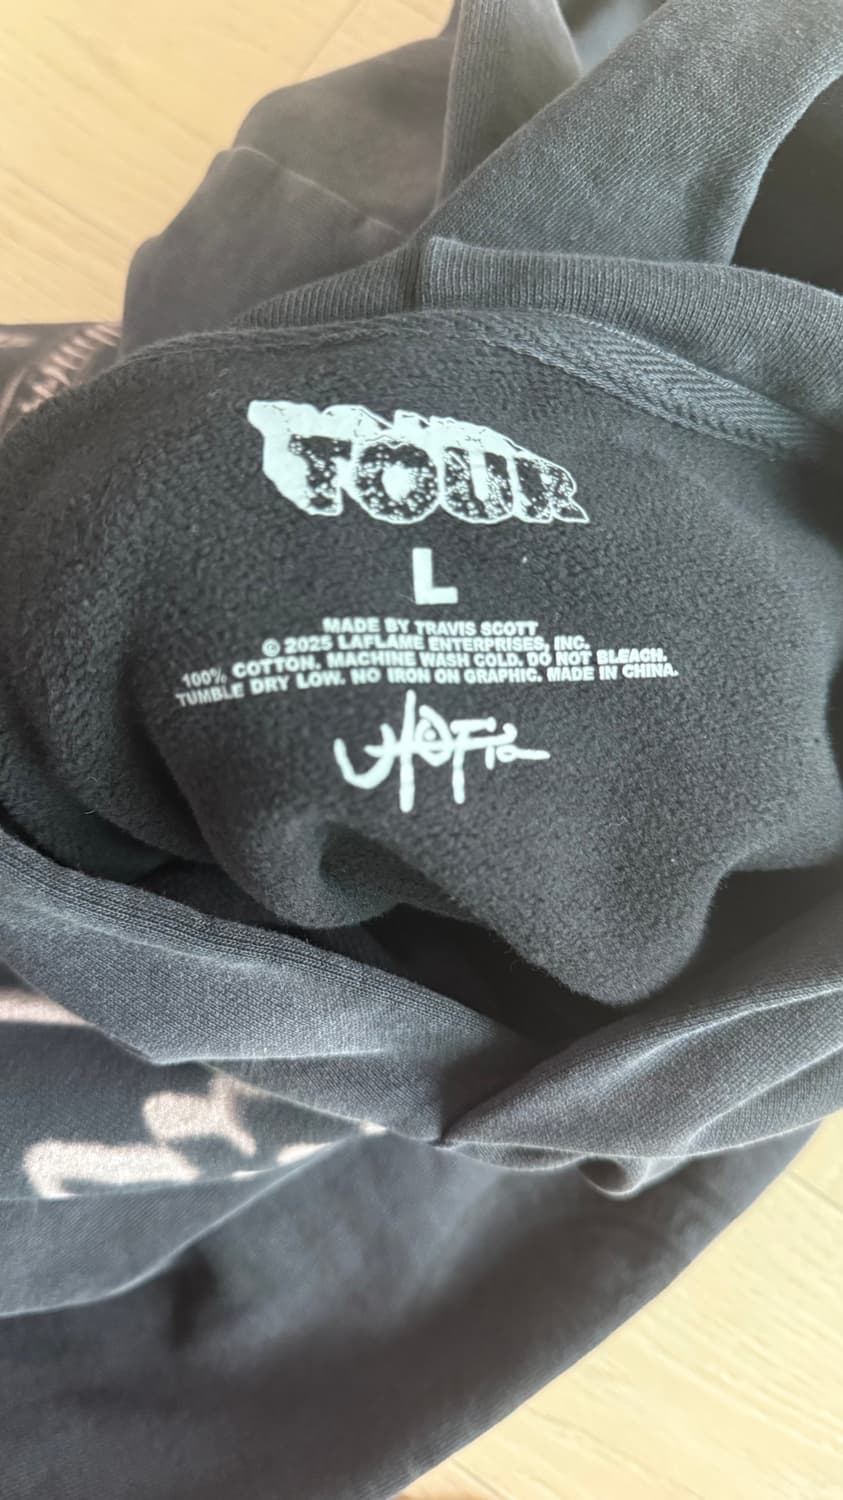 TOUR
L
MADE BY TRAVIS SCOTT
© 2025 LAFLAME ENTERPRISES, INC.
100% COTTON. MACHINE WASH COLD. DO NOT BLEACH.
TUMBLE DRY LOW. NO IRON ON GRAPHIC. MADE IN CHINA.